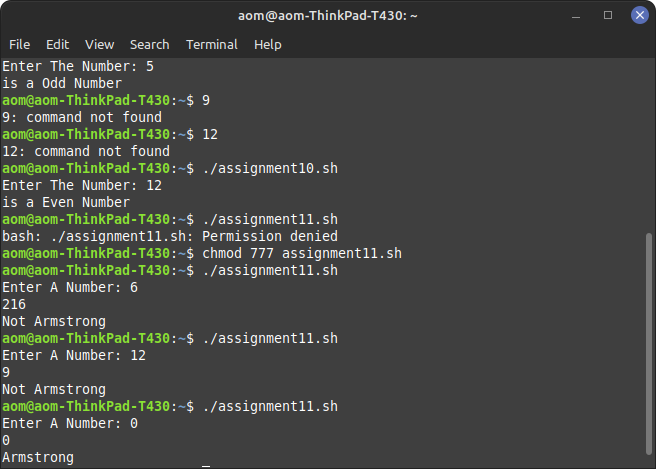 aom@aom-ThinkPad-T430: ~
File Edit View Search Terminal Help
Enter The Number: 5
is a Odd Number
aom@aom-ThinkPad-T430:~$ 9
9: command not found
aom@aom-ThinkPad-T430:~$ 12
12: command not found
aom@aom-ThinkPad-T430:~$ ./assignment10.sh
Enter The Number: 12
is a Even Number
aom@aom-ThinkPad-T430:~$ ./assignment11.sh
bash: ./assignment11.sh: Permission denied
aom@aom-ThinkPad-T430:~$ chmod 777 assignment11.sh
aom@aom-ThinkPad-T430:~$ ./assignment11.sh
Enter A Number: 6
216
Not Armstrong
aom@aom-ThinkPad-T430:~$ ./assignment11.sh
Enter A Number: 12
9
Not Armstrong
aom@aom-ThinkPad-T430:~$ ./assignment11.sh
Enter A Number: 0
0
Armstrong